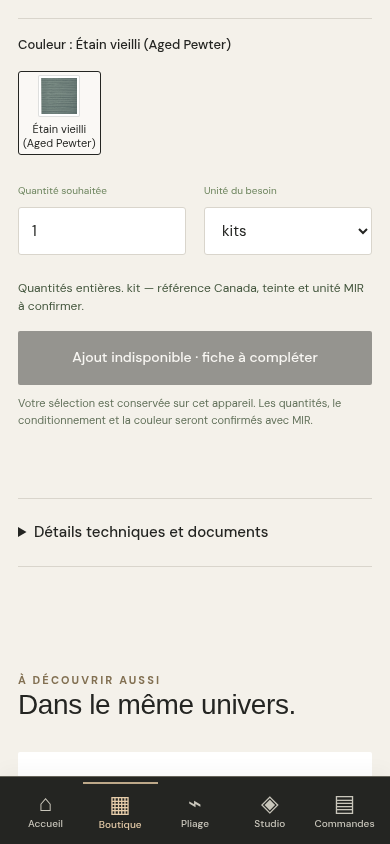 Couleur : Étain vieilli (Aged Pewter)
Étain vieilli
(Aged Pewter)
Quantité souhaitée
Unité du besoin
1
kits
Quantités entières. kit — référence Canada, teinte et unité MIR
à confirmer.
Ajout indisponible · fiche à compléter
Votre sélection est conservée sur cet appareil. Les quantités, le
conditionnement et la couleur seront confirmés avec MIR.
Détails techniques et documents
À DÉCOUVRIR AUSSI
Dans le même univers.
Accueil
Boutique
Pliage
Studio
Commandes